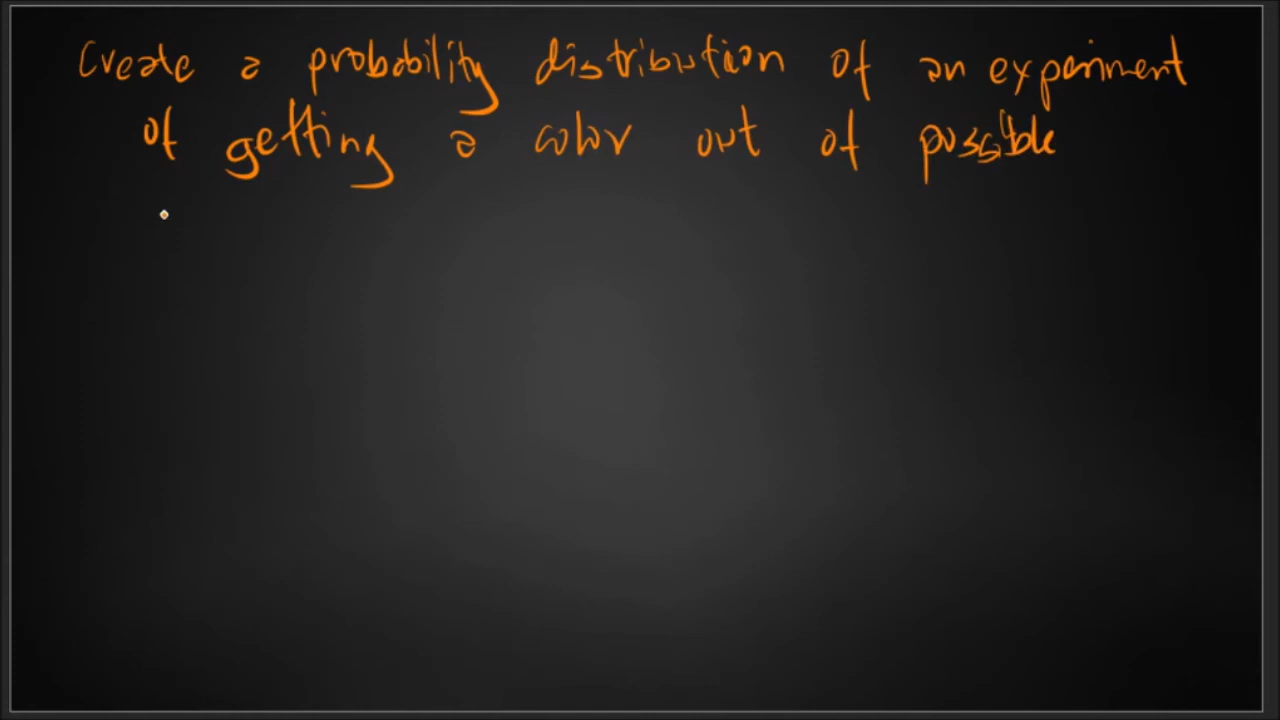 Create a probability distribution of an experiment
of getting a color out of possible